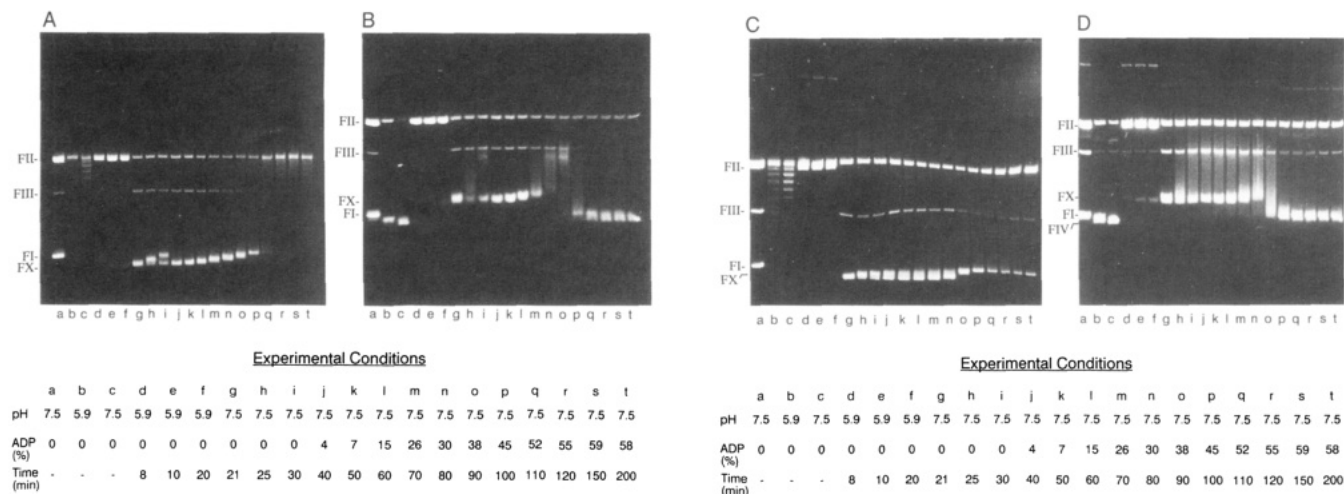 A
FII-
FIII-
FI-
FX-
a b c d e f g h i j k l m n o p q r s t
B
FII-
FIII-
FX-
FI-
a b c d e f g h i j k l m n o p q r s t
Experimental Conditions
a b c d e f g h i j k l m n o p q r s t
pH 7.5 5.9 7.5 5.9 5.9 5.9 7.5 7.5 7.5 7.5 7.5 7.5 7.5 7.5 7.5 7.5 7.5 7.5 7.5 7.5
ADP (%) 0 0 0 0 0 0 0 0 0 4 7 15 26 30 38 45 52 55 59 58
Time (min) - - - 8 10 20 21 25 30 40 50 60 70 80 90 100 110 120 150 200
C
FII-
FIII-
FI-
FX
a b c d e f g h i j k l m n o p q r s t
D
FII-
FIII-
FX-
FI-
FIV
a b c d e f g h i j k l m n o p q r s t
Experimental Conditions
a b c d e f g h i j k l m n o p q r s t
pH 7.5 5.9 7.5 5.9 5.9 5.9 7.5 7.5 7.5 7.5 7.5 7.5 7.5 7.5 7.5 7.5 7.5 7.5 7.5 7.5
ADP (%) 0 0 0 0 0 0 0 0 0 4 7 15 26 30 38 45 52 55 59 58
Time (min) - - - 8 10 20 21 25 30 40 50 60 70 80 90 100 110 120 150 200